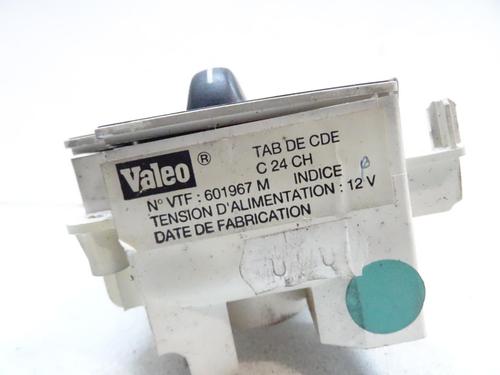 Valeo ® TAB DE CDE
C 24 CH
N° VTF : 601967 M INDICE
TENSION D'ALIMENTATION : 12 V
DATE DE FABRICATION